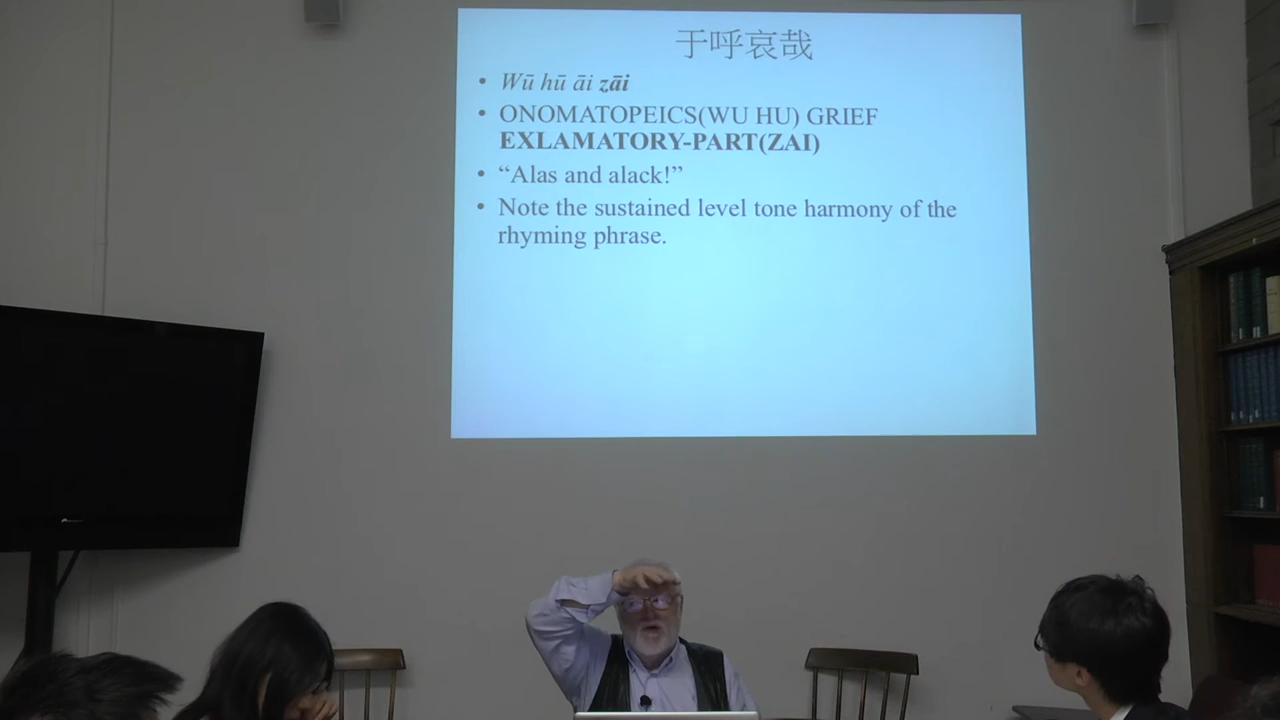 于呼哀哉
• Wū hū āi zāi
• ONOMATOPEICS(WU HU) GRIEF
EXLAMATORY-PART(ZAI)
• “Alas and alack!”
• Note the sustained level tone harmony of the
rhyming phrase.